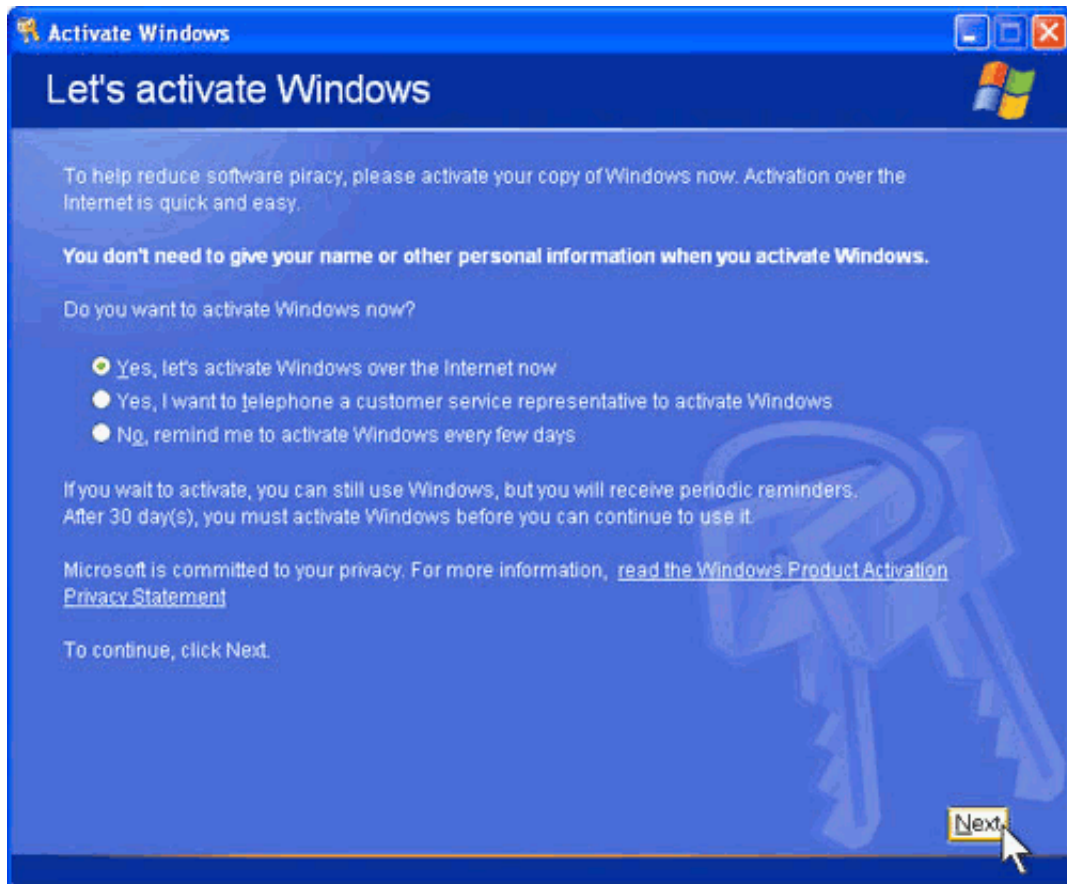 Activate Windows
Let's activate Windows
To help reduce software piracy, please activate your copy of Windows now. Activation over the
Internet is quick and easy.
You don't need to give your name or other personal information when you activate Windows.
Do you want to activate Windows now?
Yes, let's activate Windows over the Internet now
Yes, I want to telephone a customer service representative to activate Windows
No, remind me to activate Windows every few days
If you wait to activate, you can still use Windows, but you will receive periodic reminders.
After 30 day(s), you must activate Windows before you can continue to use it.
Microsoft is committed to your privacy. For more information, read the Windows Product Activation
Privacy Statement
To continue, click Next.
Next